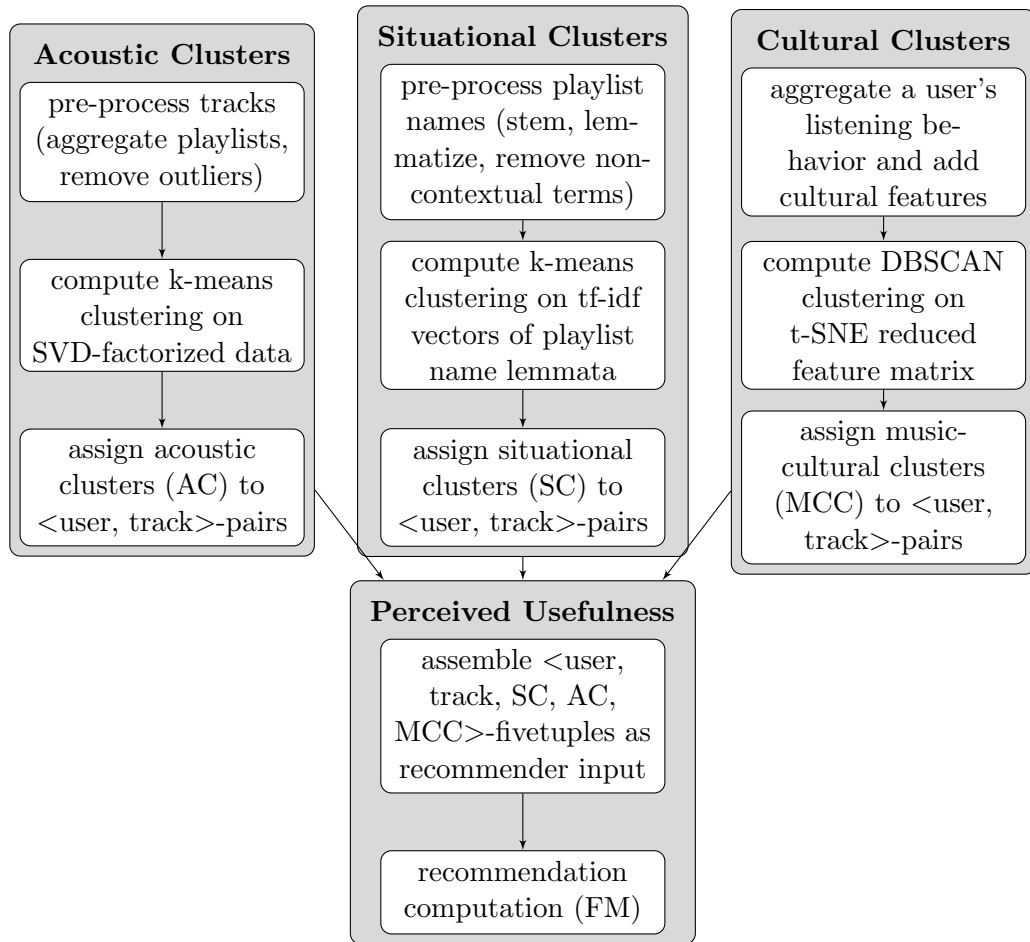 Acoustic Clusters
pre-process tracks
(aggregate playlists,
remove outliers)
compute k-means
clustering on
SVD-factorized data
assign acoustic
clusters (AC) to
<user, track>-pairs
Situational Clusters
pre-process playlist
names (stem, lem-
matize, remove non-
contextual terms)
compute k-means
clustering on tf-idf
vectors of playlist
name lemmata
assign situational
clusters (SC) to
<user, track>-pairs
Cultural Clusters
aggregate a user's
listening be-
havior and add
cultural features
compute DBSCAN
clustering on
t-SNE reduced
feature matrix
assign music-
cultural clusters
(MCC) to <user,
track>-pairs
Perceived Usefulness
assemble <user,
track, SC, AC,
MCC>-fivetuples as
recommender input
recommendation
computation (FM)